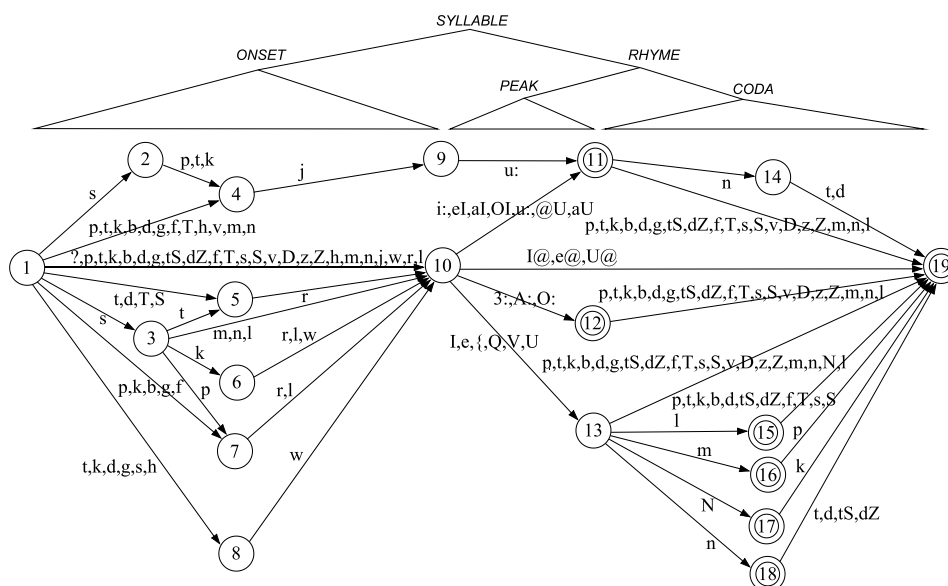 SYLLABLE
ONSET
RHYME
PEAK
CODA
2
p,t,k
9
u:
11
n
14
t,d
s
4
j
i:,eI,aI,OI,u:,@U,aU
p,t,k,b,d,g,f,T,h,v,m,n
p,t,k,b,d,g,tS,dZ,f,T,s,S,v,D,z,Z,m,n,l
1
?,p,t,k,b,d,g,tS,dZ,f,T,s,S,v,D,z,Z,h,m,n,j,w,r,l
10
I@,e@,U@
19
t,d,T,S
5
r
3:,A:,O:
p,t,k,b,d,g,tS,dZ,f,T,s,S,v,D,z,Z,m,n,l
s
t
12
3
m,n,l
r,l,w
I,e,{,Q,V,U
k
6
p,t,k,b,d,g,tS,dZ,f,T,s,S,v,D,z,Z,m,n,N,l
p,k,b,g,f
p
r,l
p,t,k,b,d,tS,dZ,f,T,s,S
13
l
15
p
7
m
16
k
t,k,d,g,s,h
w
N
17
t,d,tS,dZ
8
n
18